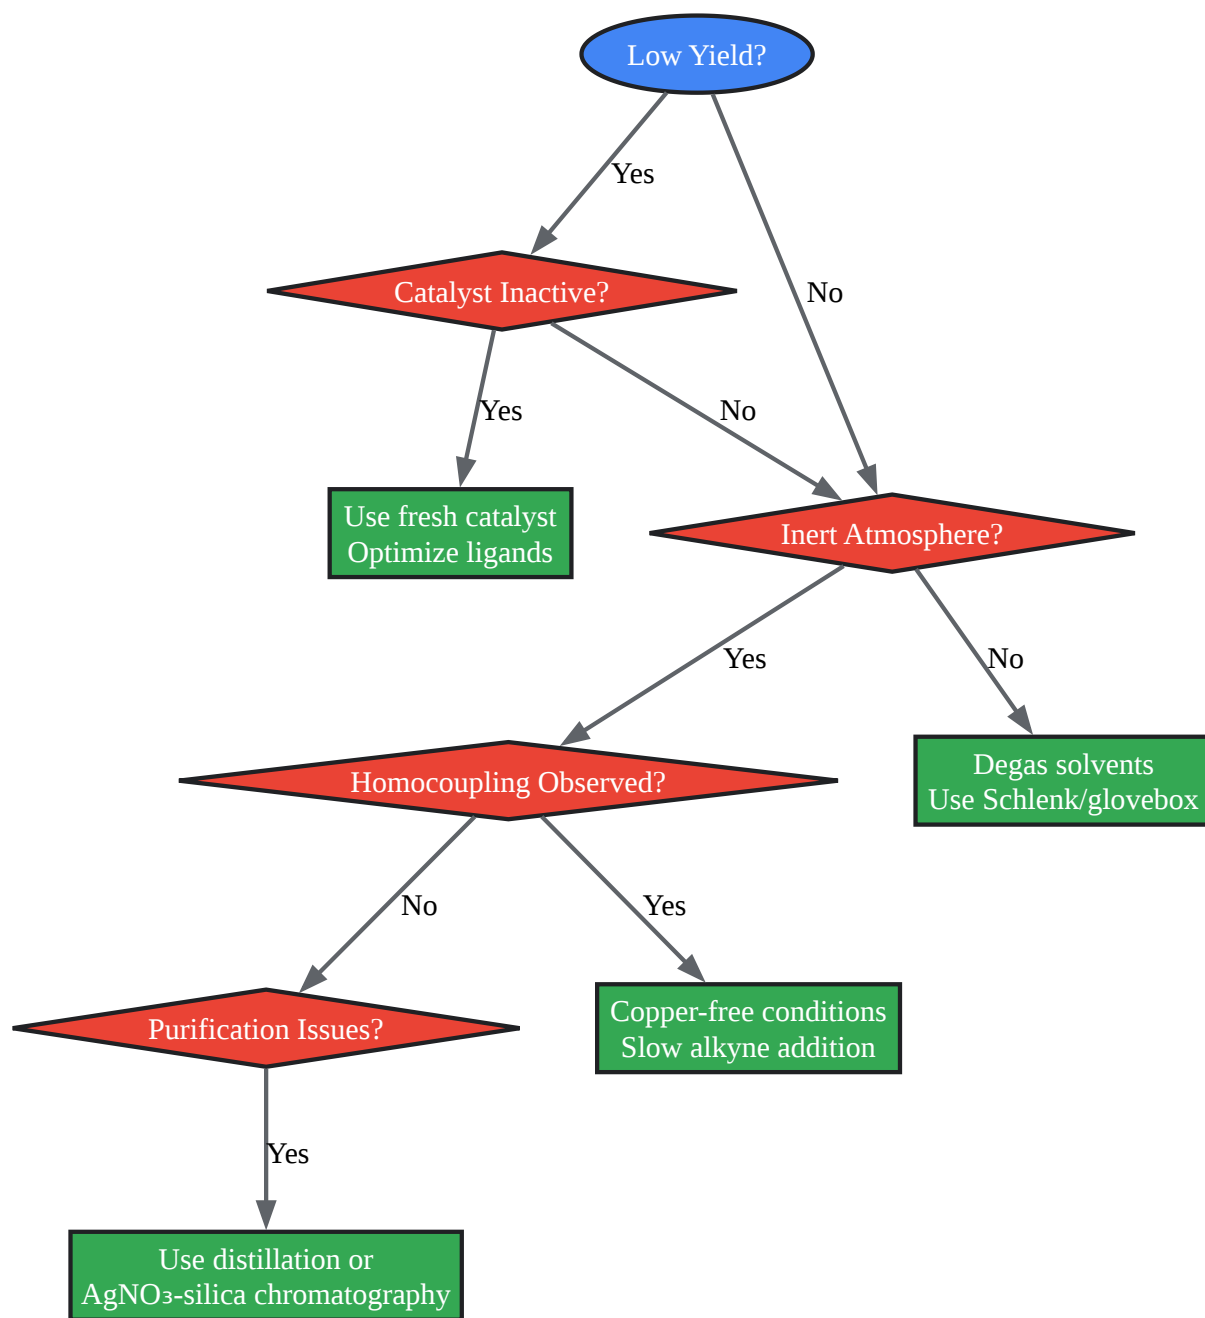 Low Yield?
Yes
Catalyst Inactive?
No
Yes
No
Use fresh catalyst
Optimize ligands
Inert Atmosphere?
Yes
No
Degas solvents
Use Schlenk/glovebox
Homocoupling Observed?
No
Yes
Copper-free conditions
Slow alkyne addition
Purification Issues?
Yes
Use distillation or
AgNO₃-silica chromatography